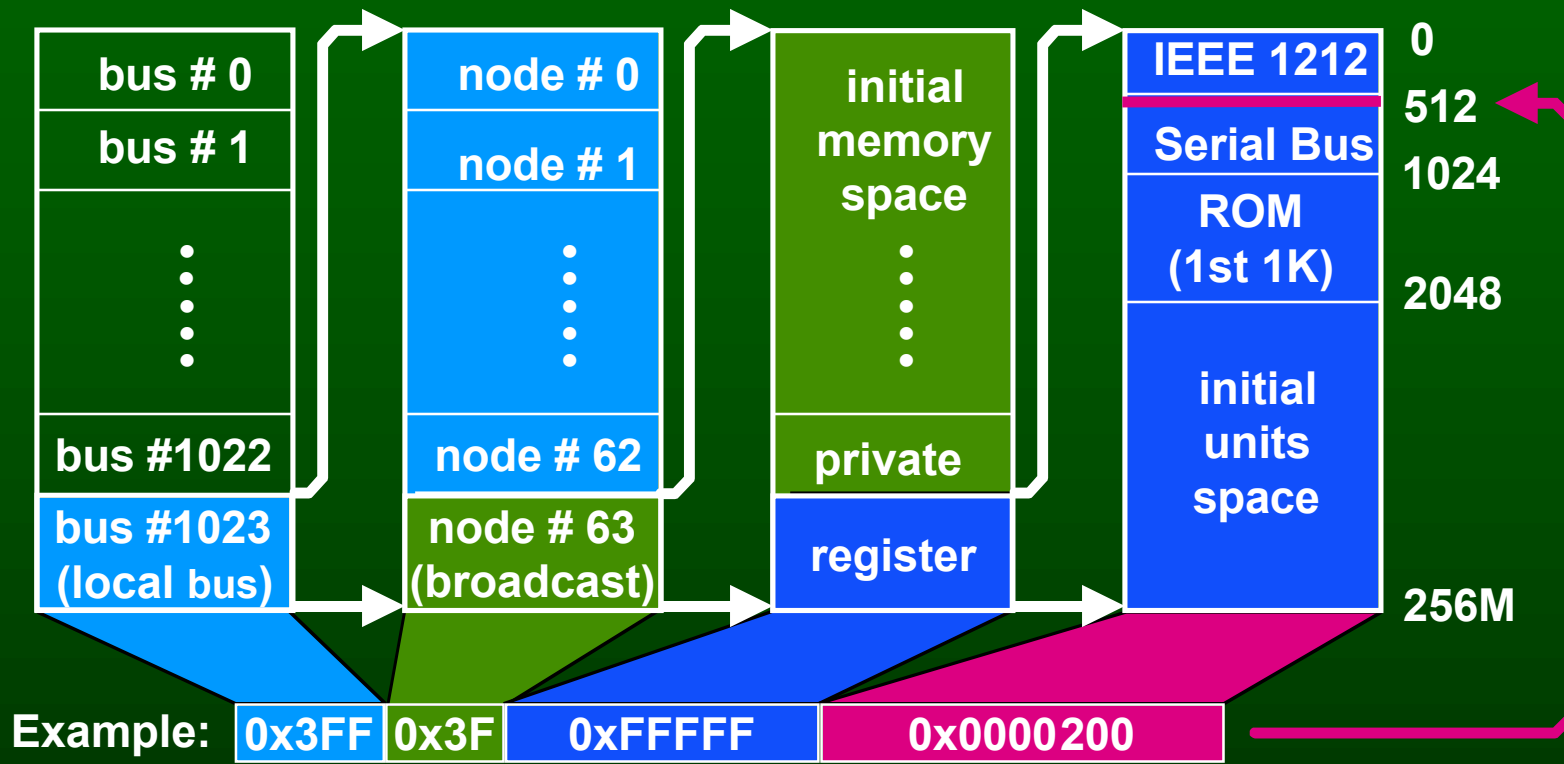 bus # 0
bus # 1
bus #1022
bus #1023
(local bus)
node # 0
node # 1
node # 62
node # 63
(broadcast)
initial
memory
space
private
register
IEEE 1212
Serial Bus
ROM
(1st 1K)
initial
units
space
0
512
1024
2048
256M
Example: 0x3FF 0x3F 0xFFFFF 0x0000200